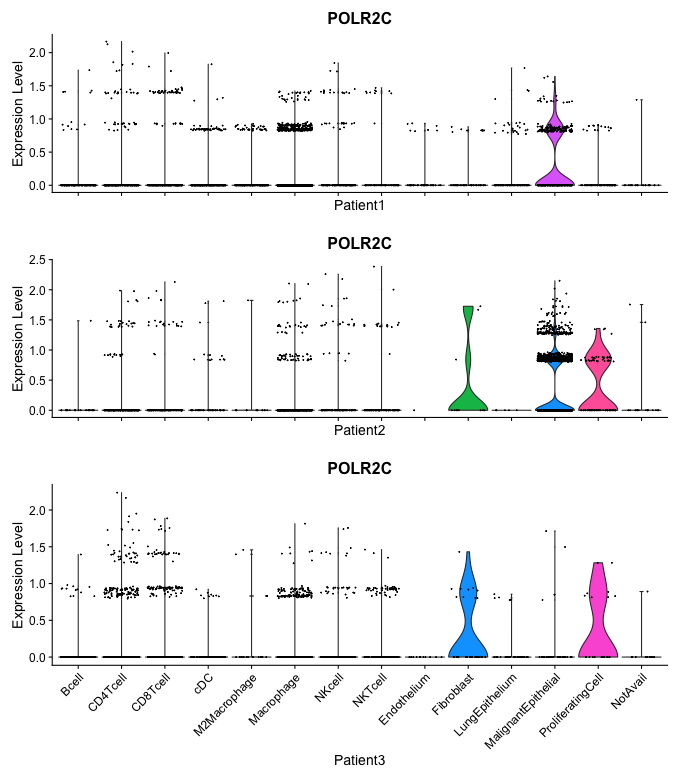 POLR2C
Expression Level
2.0
1.5
1.0
0.5
0.0
Patient1
POLR2C
Expression Level
2.5
2.0
1.5
1.0
0.5
0.0
Patient2
POLR2C
Expression Level
2.0
1.5
1.0
0.5
0.0
Bcell
CD4Tcell
CD8Tcell
cDC
M2Macrophage
Macrophage
NKcell
NKTcell
Endothelium
Fibroblast
LungEpithelium
MalignantEpithelial
ProliferatingCell
NotAvail
Patient3